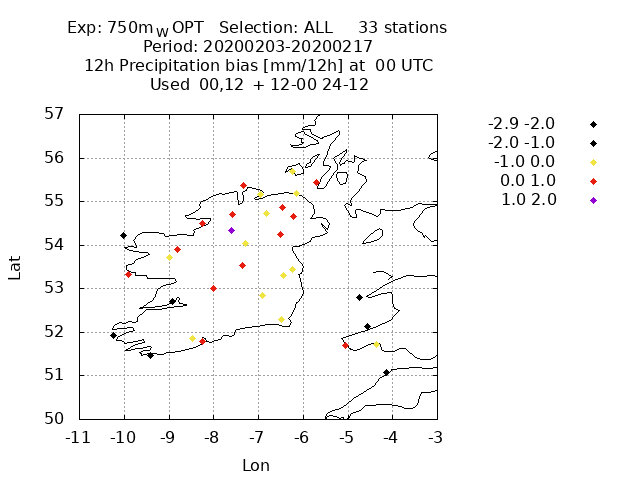 Exp: 750mWOPT Selection: ALL 33 stations
Period: 20200203-20200217
12h Precipitation bias [mm/12h] at 00 UTC
Used 00,12 + 12-00 24-12
57
56
55
54
53
52
51
50
Lat
-11 -10 -9 -8 -7 -6 -5 -4 -3
Lon
-2.9 -2.0
-2.0 -1.0
-1.0 0.0
0.0 1.0
1.0 2.0